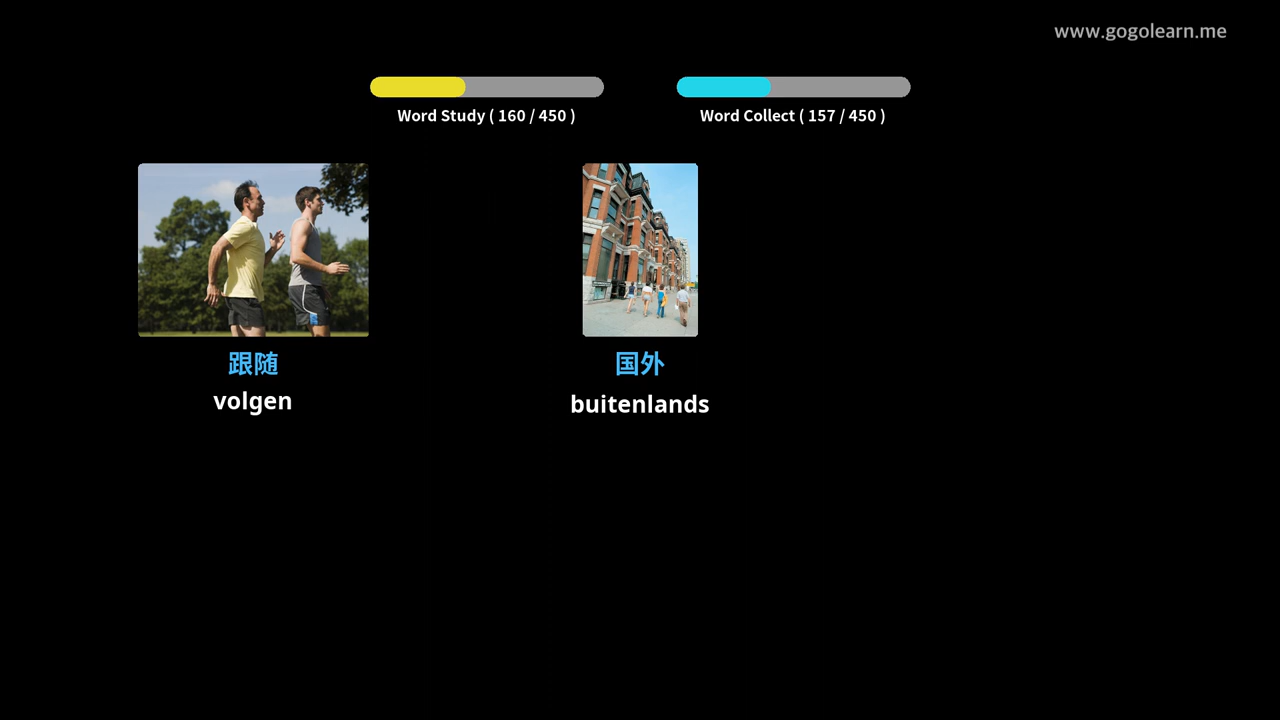 www.gogolearn.me
Word Study ( 160 / 450 )
Word Collect ( 157 / 450 )
跟随
volgen
国外
buitenlands